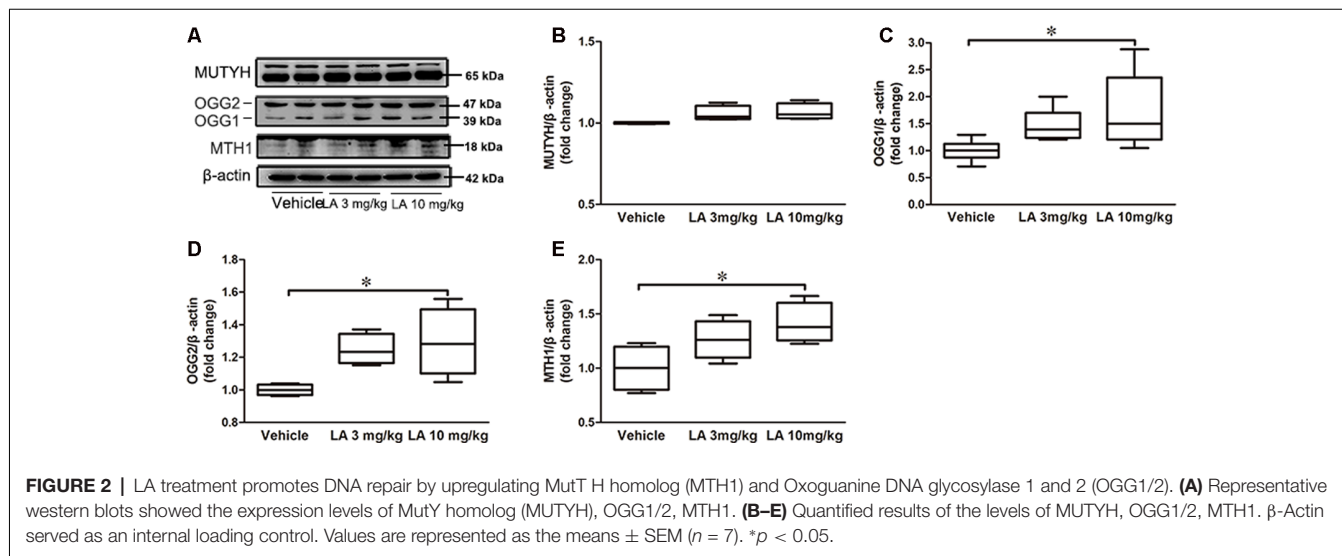 A
MUTYH
65 kDa
OGG2
47 kDa
OGG1
39 kDa
MTH1
18 kDa
β-actin
42 kDa
Vehicle LA 3 mg/kg LA 10 mg/kg
B
MUTYH/β -actin
(fold change)
1.5
1.0
0.5
Vehicle LA 3mg/kg LA 10mg/kg
C
OGG1/β -actin
(fold change)
3.0
2.5
2.0
1.5
1.0
0.5
0.0
*
Vehicle LA 3mg/kg LA 10mg/kg
D
OGG2/β -actin
(fold change)
1.8
1.6
1.4
1.2
1.0
0.8
*
Vehicle LA 3 mg/kg LA 10 mg/kg
E
MTH1/β -actin
(fold change)
2.0
1.5
1.0
0.5
*
Vehicle LA 3mg/kg LA 10mg/kg
FIGURE 2 | LA treatment promotes DNA repair by upregulating MutT H homolog (MTH1) and Oxoguanine DNA glycosylase 1 and 2 (OGG1/2). (A) Representative
western blots showed the expression levels of MutY homolog (MUTYH), OGG1/2, MTH1. (B–E) Quantified results of the levels of MUTYH, OGG1/2, MTH1. β-Actin
served as an internal loading control. Values are represented as the means ± SEM (n = 7). *p < 0.05.